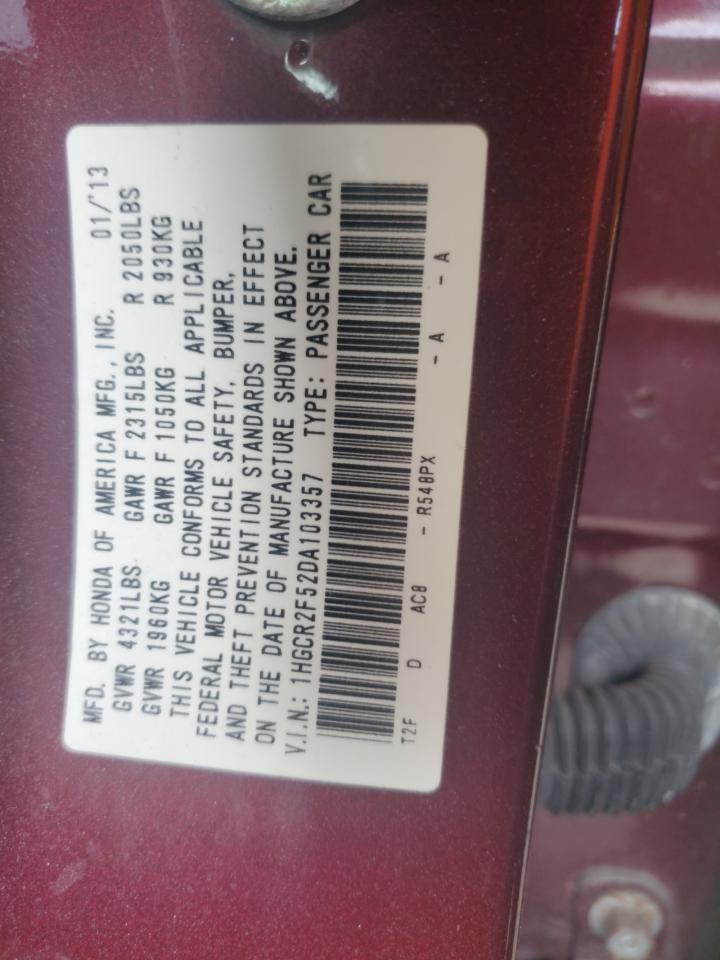 MFD. BY HONDA OF AMERICA MFG., INC. 01/'13
GVWR 4321LBS. GAWR F 2315LBS R 2050LBS
GVWR 1960KG GAWR F 1050KG R 930KG
THIS VEHICLE CONFORMS TO ALL APPLICABLE
FEDERAL MOTOR VEHICLE SAFETY, BUMPER,
AND THEFT PREVENTION STANDARDS IN EFFECT
ON THE DATE OF MANUFACTURE SHOWN ABOVE.
V.I.N.: 1HGCR2F52DA103357 TYPE: PASSENGER CAR
T2F D AC8 - R548PX - A - A